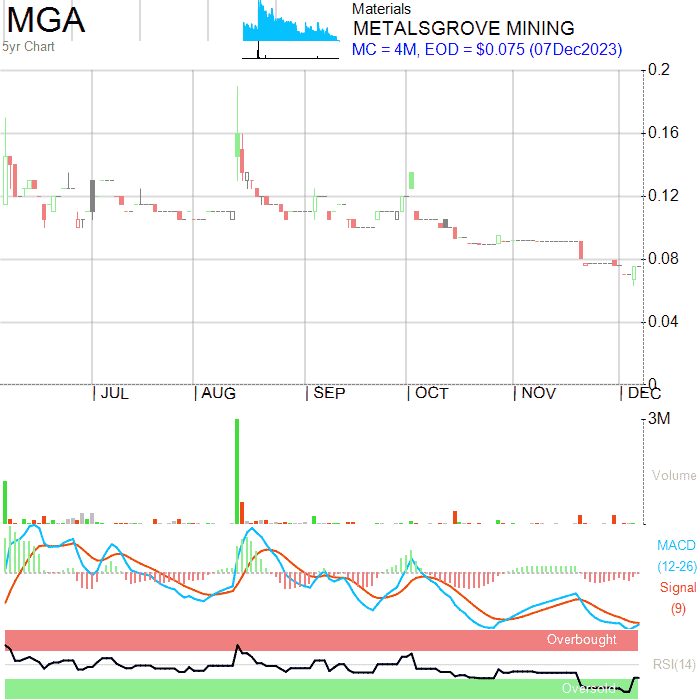 MGA
5yr Chart
Materials
METALSGROVE MINING
MC = 4M, EOD = $0.075 (07Dec2023)
0.2
0.16
0.12
0.08
0.04
0
JUL AUG SEP OCT NOV DEC
3M
Volume
MACD
(12-26)
Signal
(9)
Overbought
RSI(14)
Oversold